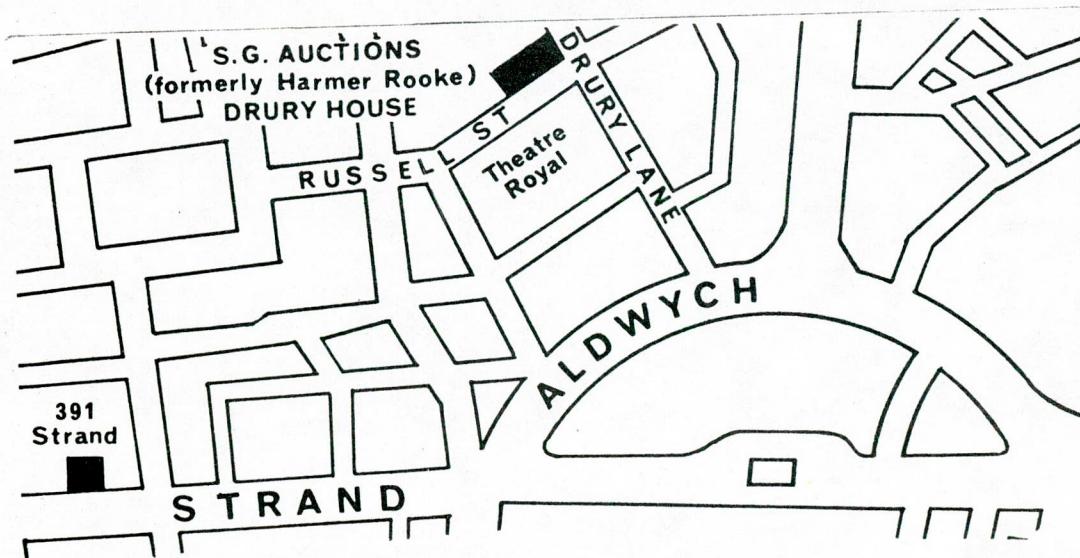 S.G. AUCTIONS
(formerly Harmer Rooke)
DRURY HOUSE
DRURY LANE
RUSSELL ST
Theatre
Royal
ALDWYCH
391
Strand
STRAND